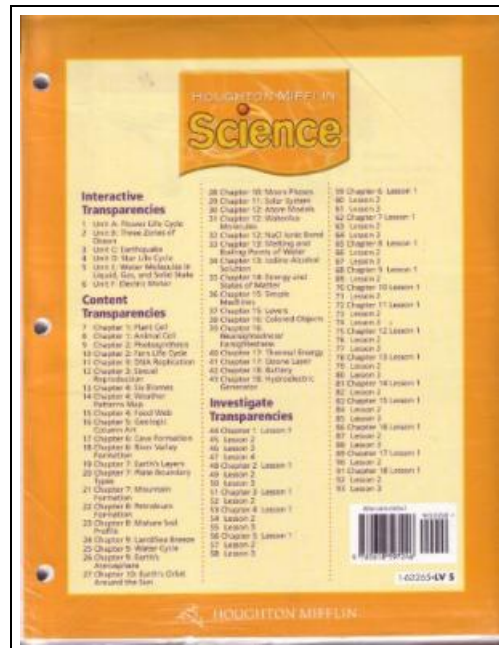 HOUGHTON MIFFLIN
Science
Interactive
Transparencies
1 Unit A: Flower Life Cycle
2 Unit B: Three Zones of
Ocean
3 Unit C: Earthquake
4 Unit D: Star Life Cycle
5 Unit E: Water Molecules in
Liquid, Gas, and Solid State
6 Unit F: Electric Motor
Content
Transparencies
7 Chapter 1: Plant Cell
8 Chapter 1: Animal Cell
9 Chapter 2: Photosynthesis
10 Chapter 2: Fern Life Cycle
11 Chapter 3: DNA Replication
12 Chapter 3: Sexual
Reproduction
13 Chapter 4: Six Biomes
14 Chapter 4: Weather
Patterns Map
15 Chapter 4: Food Web
16 Chapter 5: Geologic
Column Art
17 Chapter 6: Cave Formation
18 Chapter 6: River Valley
Formation
19 Chapter 7: Earth's Layers
20 Chapter 7: Plate Boundary
Types
21 Chapter 7: Mountain
Formation
22 Chapter 8: Petroleum
Formation
23 Chapter 8: Mature Soil
Profile
24 Chapter 9: Land/Sea Breeze
25 Chapter 9: Water Cycle
26 Chapter 9: Earth's
Atmosphere
27 Chapter 10: Earth's Orbit
Around the Sun
28 Chapter 10: Moon Phases
29 Chapter 11: Solar System
30 Chapter 12: Atom Models
31 Chapter 12: Water/Ice
Molecules
32 Chapter 12: NaCl Ionic Bond
33 Chapter 13: Melting and
Boiling Points of Water
34 Chapter 13: Iodine-Alcohol
Solution
35 Chapter 14: Energy and
States of Matter
36 Chapter 15: Simple
Machines
37 Chapter 15: Levers
38 Chapter 16: Colored Objects
39 Chapter 16:
Nearsightedness/
Farsightedness
40 Chapter 17: Thermal Energy
41 Chapter 17: Ozone Layer
42 Chapter 18: Battery
43 Chapter 18: Hydroelectric
Generator
Investigate
Transparencies
44 Chapter 1 Lesson 1
45 Lesson 2
46 Lesson 3
47 Lesson 4
48 Chapter 2 Lesson 1
49 Lesson 2
50 Lesson 3
51 Chapter 3 Lesson 1
52 Lesson 2
53 Chapter 4 Lesson 1
54 Lesson 2
55 Lesson 3
56 Chapter 5 Lesson 1
57 Lesson 2
58 Lesson 3
59 Chapter 6 Lesson 1
60 Lesson 2
61 Lesson 3
62 Chapter 7 Lesson 1
63 Lesson 2
64 Lesson 3
65 Chapter 8 Lesson 1
66 Lesson 2
67 Lesson 3
68 Chapter 9 Lesson 1
69 Lesson 2
70 Chapter 10 Lesson 1
71 Lesson 2
72 Chapter 11 Lesson 1
73 Lesson 2
74 Lesson 3
75 Chapter 12 Lesson 1
76 Lesson 2
77 Lesson 3
78 Chapter 13 Lesson 1
79 Lesson 2
80 Lesson 3
81 Chapter 14 Lesson 1
82 Lesson 2
83 Chapter 15 Lesson 1
84 Lesson 2
85 Lesson 3
86 Chapter 16 Lesson 1
87 Lesson 2
88 Lesson 3
89 Chapter 17 Lesson 1
90 Lesson 2
91 Chapter 18 Lesson 1
92 Lesson 2
93 Lesson 3
1-62265-LV 5
HOUGHTON MIFFLIN